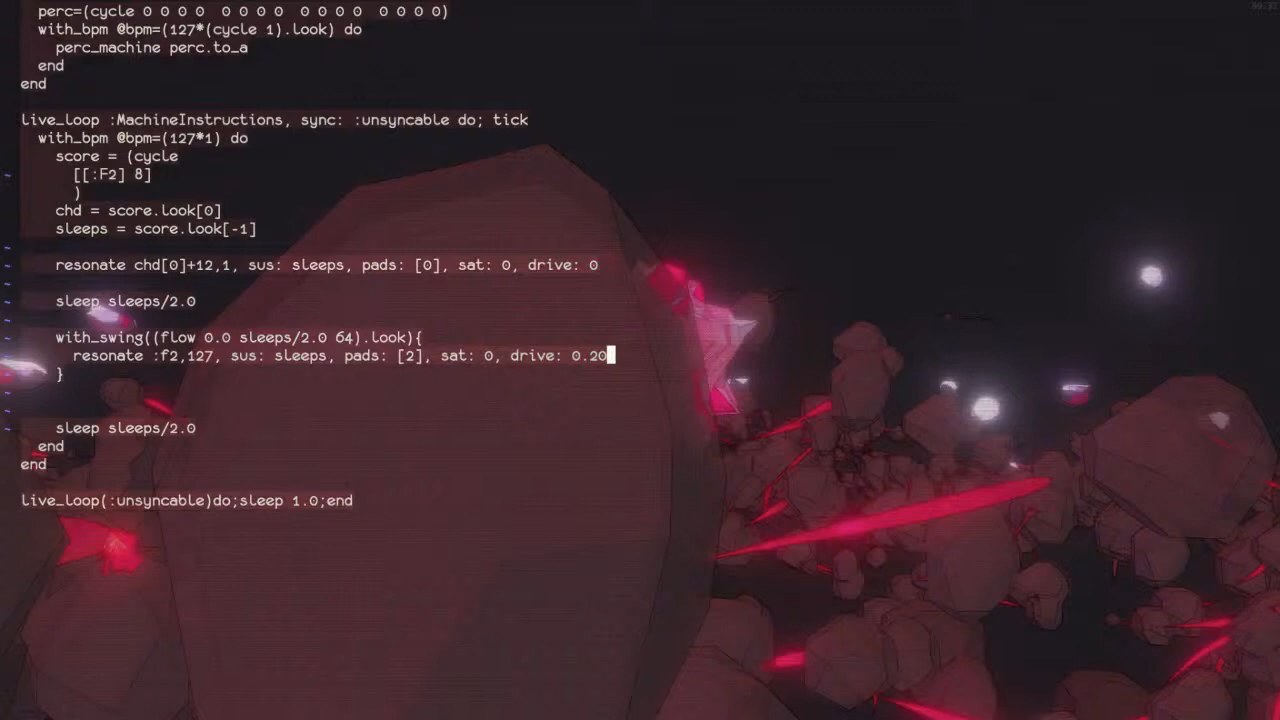 perc=(cycle 0 0 0 0  0 0 0 0  0 0 0 0  0 0 0 0)
with_bpm @bpm=(127*(cycle 1).look) do
perc_machine perc.to_a
end
end
live_loop :MachineInstructions, sync: :unsyncable do; tick
with_bpm @bpm=(127*1) do
score = (cycle
[[:F2] 8]
)
chd = score.look[0]
sleeps = score.look[-1]
resonate chd[0]+12,1, sus: sleeps, pads: [0], sat: 0, drive: 0
sleep sleeps/2.0
with_swing((flow 0.0 sleeps/2.0 64).look){
resonate :f2,127, sus: sleeps, pads: [2], sat: 0, drive: 0.20
}
sleep sleeps/2.0
end
end
live_loop(:unsyncable)do;sleep 1.0;end